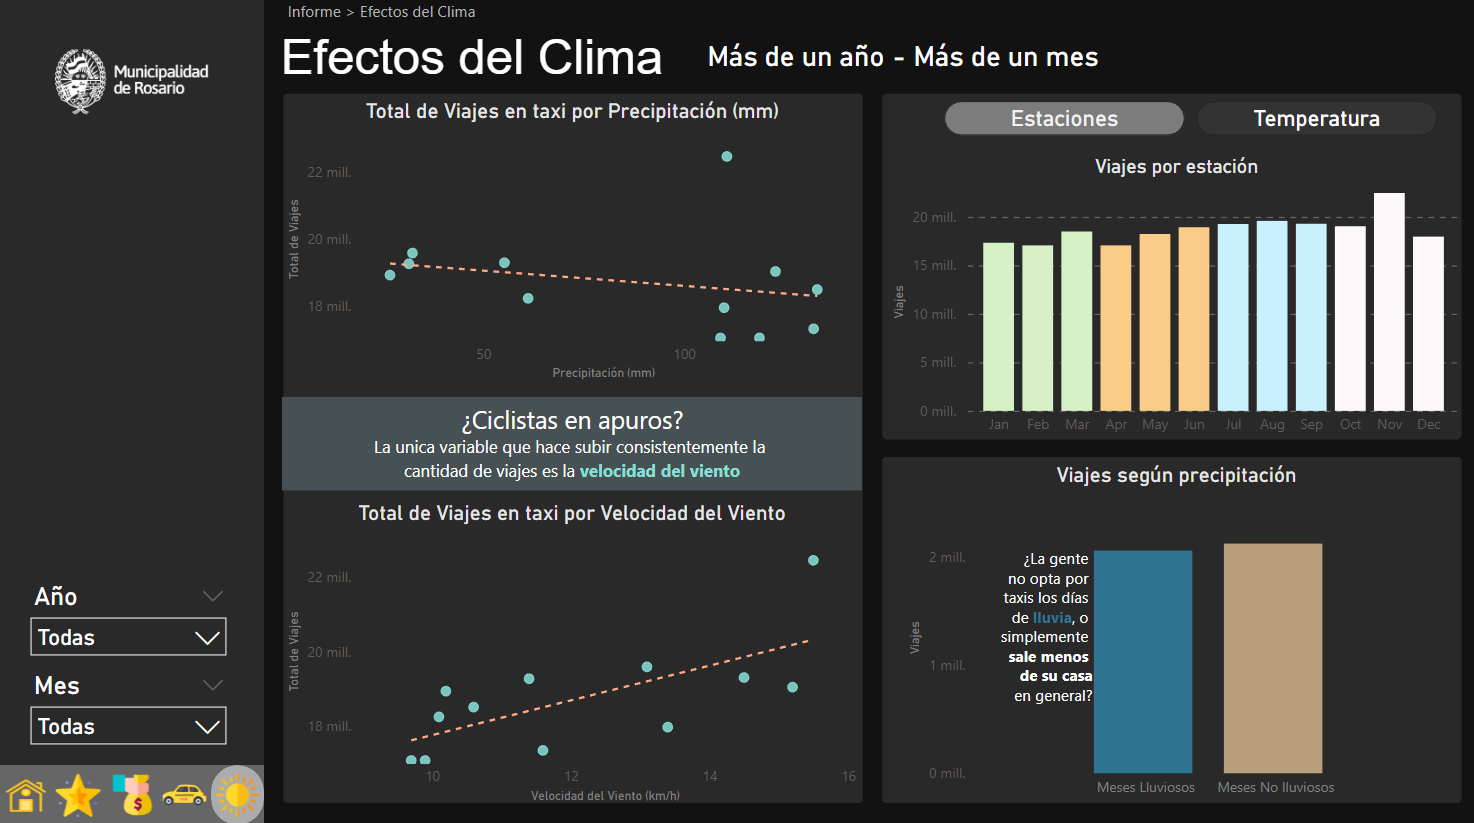 Informe > Efectos del Clima
Efectos del Clima
Más de un año - Más de un mes
Municipalidad
de Rosario
Año
Todas
Mes
Todas
Total de Viajes en taxi por Precipitación (mm)
Total de Viajes
22 mill.
20 mill.
18 mill.
50
100
Precipitación (mm)
¿Ciclistas en apuros?
La unica variable que hace subir consistentemente la
cantidad de viajes es la velocidad del viento
Total de Viajes en taxi por Velocidad del Viento
Total de Viajes
22 mill.
20 mill.
18 mill.
10
12
14
16
Velocidad del Viento (km/h)
Estaciones
Temperatura
Viajes por estación
Viajes
20 mill.
15 mill.
10 mill.
5 mill.
0 mill.
Jan
Feb
Mar
Apr
May
Jun
Jul
Aug
Sep
Oct
Nov
Dec
Viajes según precipitación
Viajes
2 mill.
1 mill.
0 mill.
¿La gente
no opta por
taxis los días
de lluvia, o
simplemente
sale menos
de su casa
en general?
Meses Lluviosos
Meses No lluviosos